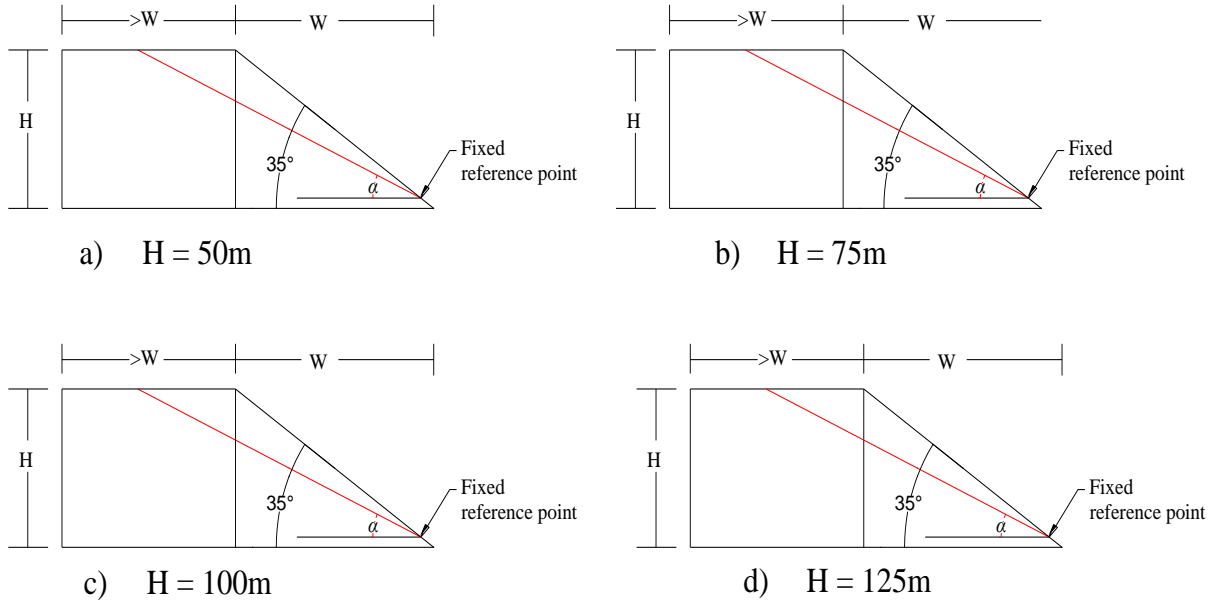 >W W
H
35°
α
Fixed
reference point
a) H = 50m
>W W
H
35°
α
Fixed
reference point
b) H = 75m
>W W
H
35°
α
Fixed
reference point
c) H = 100m
>W W
H
35°
α
Fixed
reference point
d) H = 125m